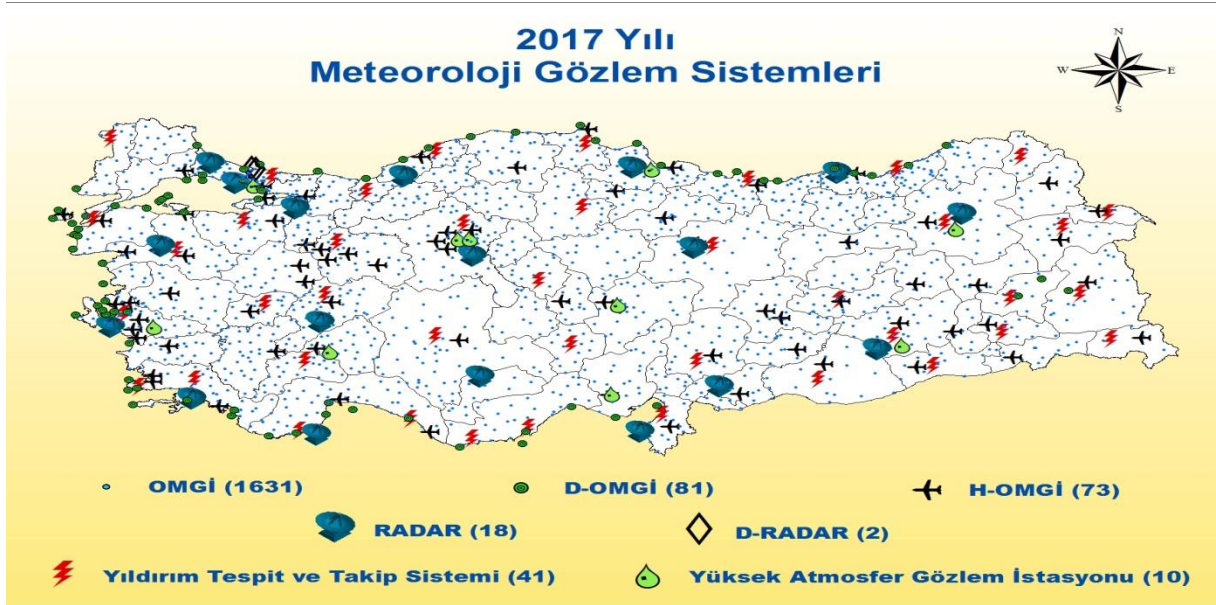 2017 Yılı
Meteoroloji Gözlem Sistemleri
N
W E
S
OMGİ (1631) D-OMGİ (81) H-OMGİ (73)
RADAR (18) D-RADAR (2)
Yıldırım Tespit ve Takip Sistemi (41) Yüksek Atmosfer Gözlem İstasyonu (10)